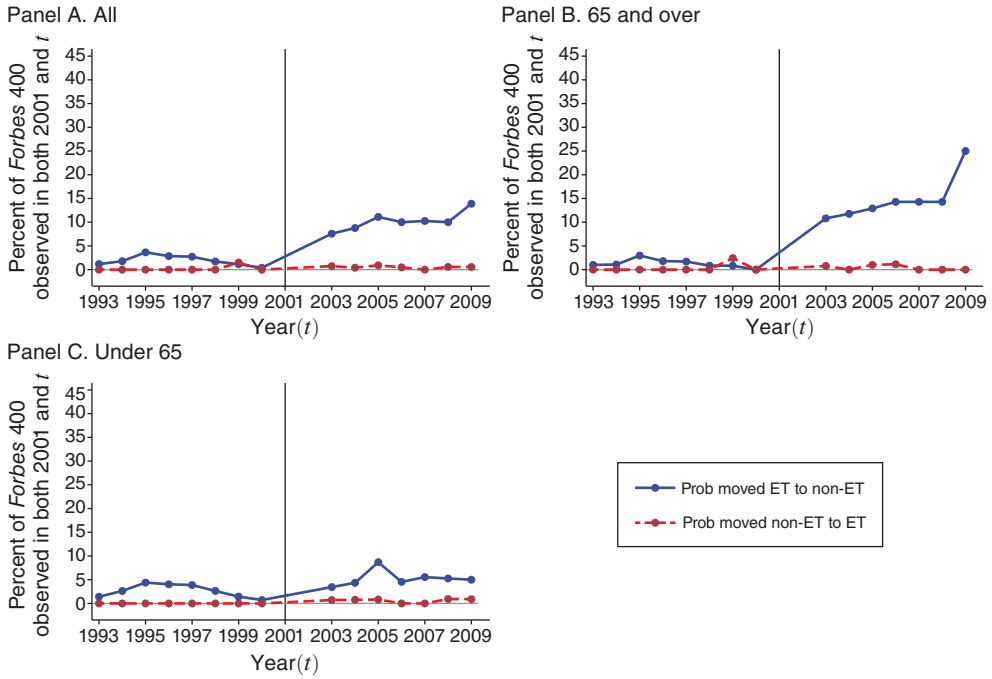 Panel A. All
Percent of Forbes 400
observed in both 2001 and t
45
40
35
30
25
20
15
10
5
0
1993 1995 1997 1999 2001 2003 2005 2007 2009
Year(t)
Panel B. 65 and over
Percent of Forbes 400
observed in both 2001 and t
45
40
35
30
25
20
15
10
5
0
1993 1995 1997 1999 2001 2003 2005 2007 2009
Year(t)
Panel C. Under 65
Percent of Forbes 400
observed in both 2001 and t
45
40
35
30
25
20
15
10
5
0
1993 1995 1997 1999 2001 2003 2005 2007 2009
Year(t)
Prob moved ET to non-ET
Prob moved non-ET to ET